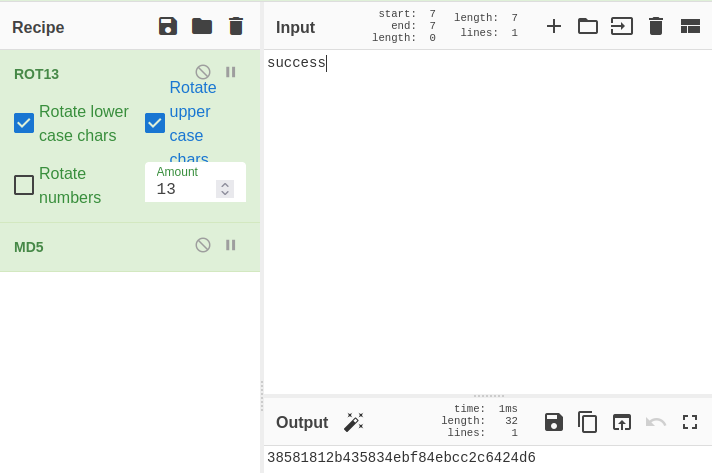 Recipe
ROT13
Rotate lower case chars
Rotate upper case chars
Rotate numbers
Amount
13
MD5
Input
start: 7
end: 7
length: 0
length: 7
lines: 1
success
Output
time: 1ms
length: 32
lines: 1
38581812b435834ebf84ebcc2c6424d6